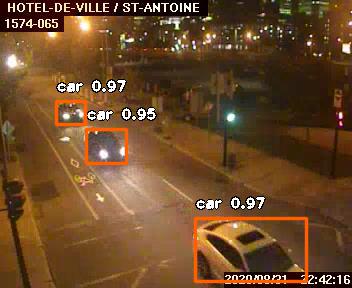 HOTEL-DE-VILLE / ST-ANTOINE
1574-065
car 0.97
car 0.95
car 0.97
2020/08/21 22:42:16